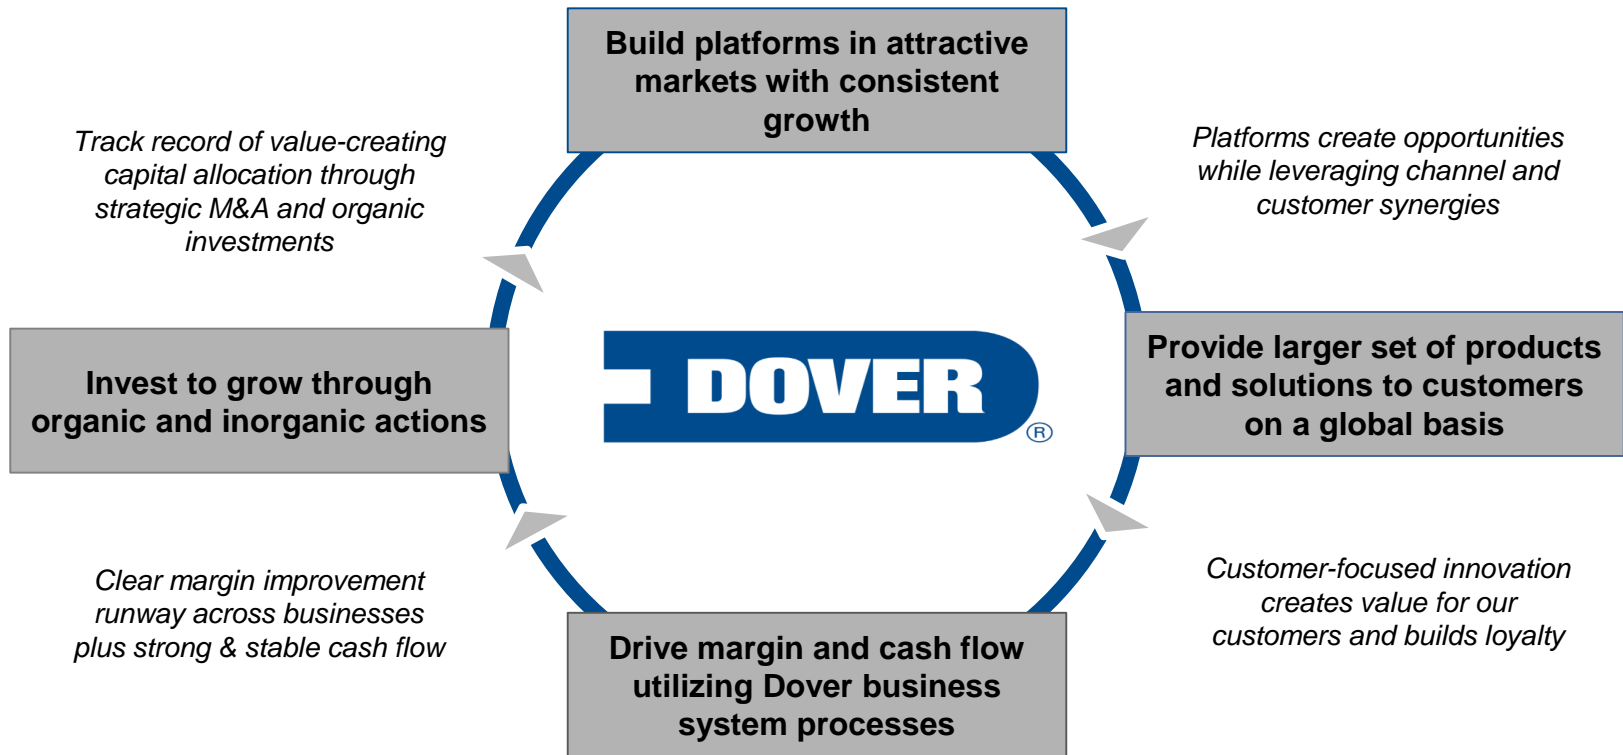 Build platforms in attractive
markets with consistent
growth
Track record of value-creating
capital allocation through
strategic M&A and organic
investments
Platforms create opportunities
while leveraging channel and
customer synergies
Invest to grow through
organic and inorganic actions
DOVER
®
Provide larger set of products
and solutions to customers
on a global basis
Clear margin improvement
runway across businesses
plus strong & stable cash flow
Customer-focused innovation
creates value for our
customers and builds loyalty
Drive margin and cash flow
utilizing Dover business
system processes